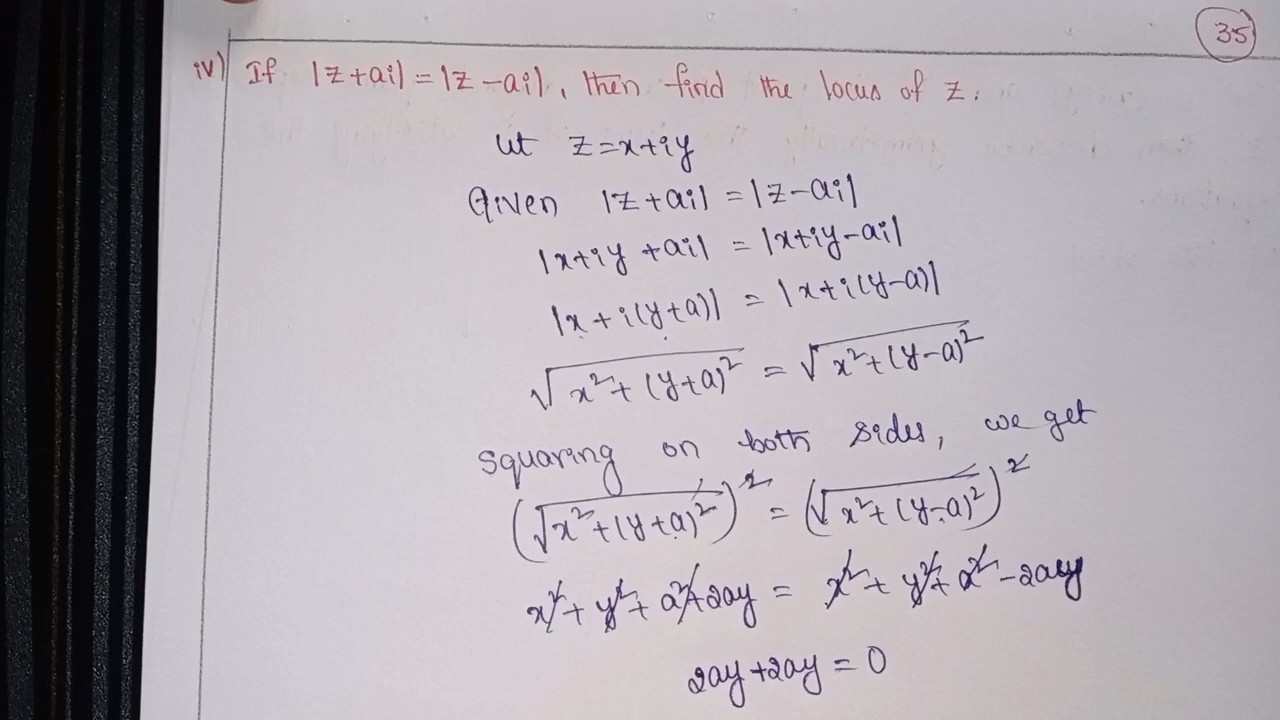 35
iv) If |z+ai| = |z-ai|, then find the locus of z.
Let z=x+iy
Given |z+ai| = |z-ai|
|x+iy+ai| = |x+iy-ai|
|x+i(y+a)| = |x+i(y-a)|
√(x²+(y+a)²) = √(x²+(y-a)²)
squaring on both sides, we get
(√(x²+(y+a)²))² = (√(x²+(y-a)²))²
x²+y²+a²+2ay = x²+y²+a²-2ay
2ay+2ay=0